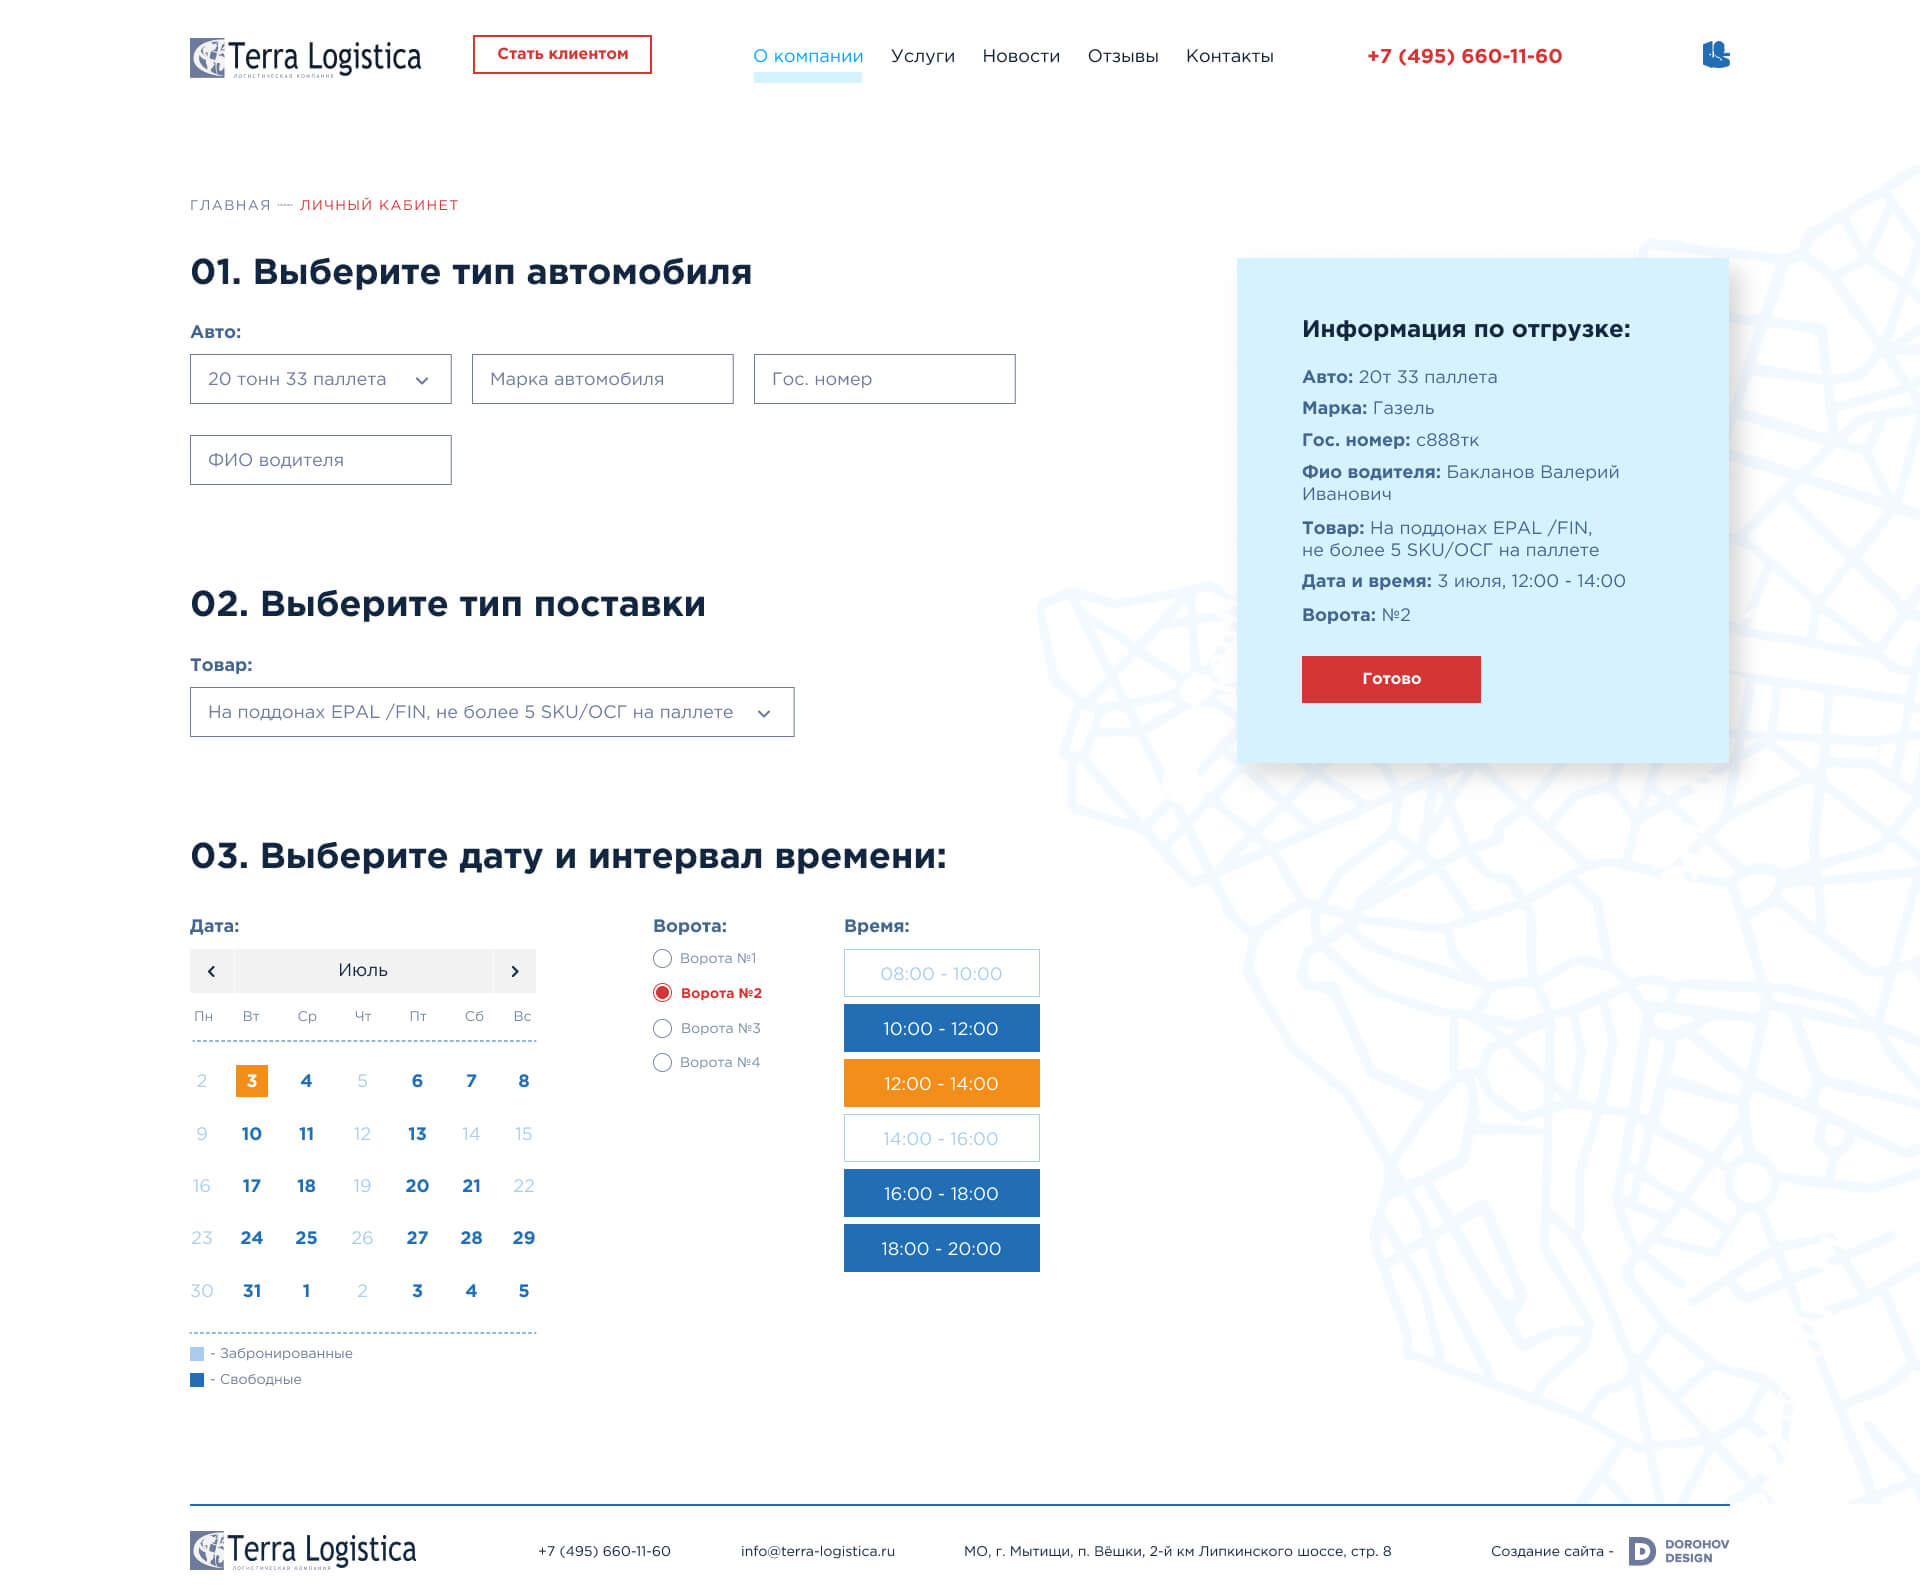 Terra Logistica
ЛОГИСТИЧЕСКАЯ КОМПАНИЯ
Стать клиентом
О компании
Услуги
Новости
Отзывы
Контакты
+7 (495) 660-11-60
ГЛАВНАЯ — ЛИЧНЫЙ КАБИНЕТ
01. Выберите тип автомобиля
Авто:
20 тонн 33 паллета
Марка автомобиля
Гос. номер
ФИО водителя
Информация по отгрузке:
Авто: 20т 33 паллета
Марка: Газель
Гос. номер: с888тк
Фио водителя: Бакланов Валерий
Иванович
Товар: На поддонах EPAL /FIN,
не более 5 SKU/ОСГ на паллете
Дата и время: 3 июля, 12:00 - 14:00
Ворота: №2
Готово
02. Выберите тип поставки
Товар:
На поддонах EPAL /FIN, не более 5 SKU/ОСГ на паллете
03. Выберите дату и интервал времени:
Дата:
Июль
Пн Вт Ср Чт Пт Сб Вс
2 3 4 5 6 7 8
9 10 11 12 13 14 15
16 17 18 19 20 21 22
23 24 25 26 27 28 29
30 31 1 2 3 4 5
- Забронированные
- Свободные
Ворота:
Ворота №1
Ворота №2
Ворота №3
Ворота №4
Время:
08:00 - 10:00
10:00 - 12:00
12:00 - 14:00
14:00 - 16:00
16:00 - 18:00
18:00 - 20:00
Terra Logistica
ЛОГИСТИЧЕСКАЯ КОМПАНИЯ
+7 (495) 660-11-60
info@terra-logistica.ru
МО, г. Мытищи, п. Вёшки, 2-й км Липкинского шоссе, стр. 8
Создание сайта -
DOROHOV
DESIGN